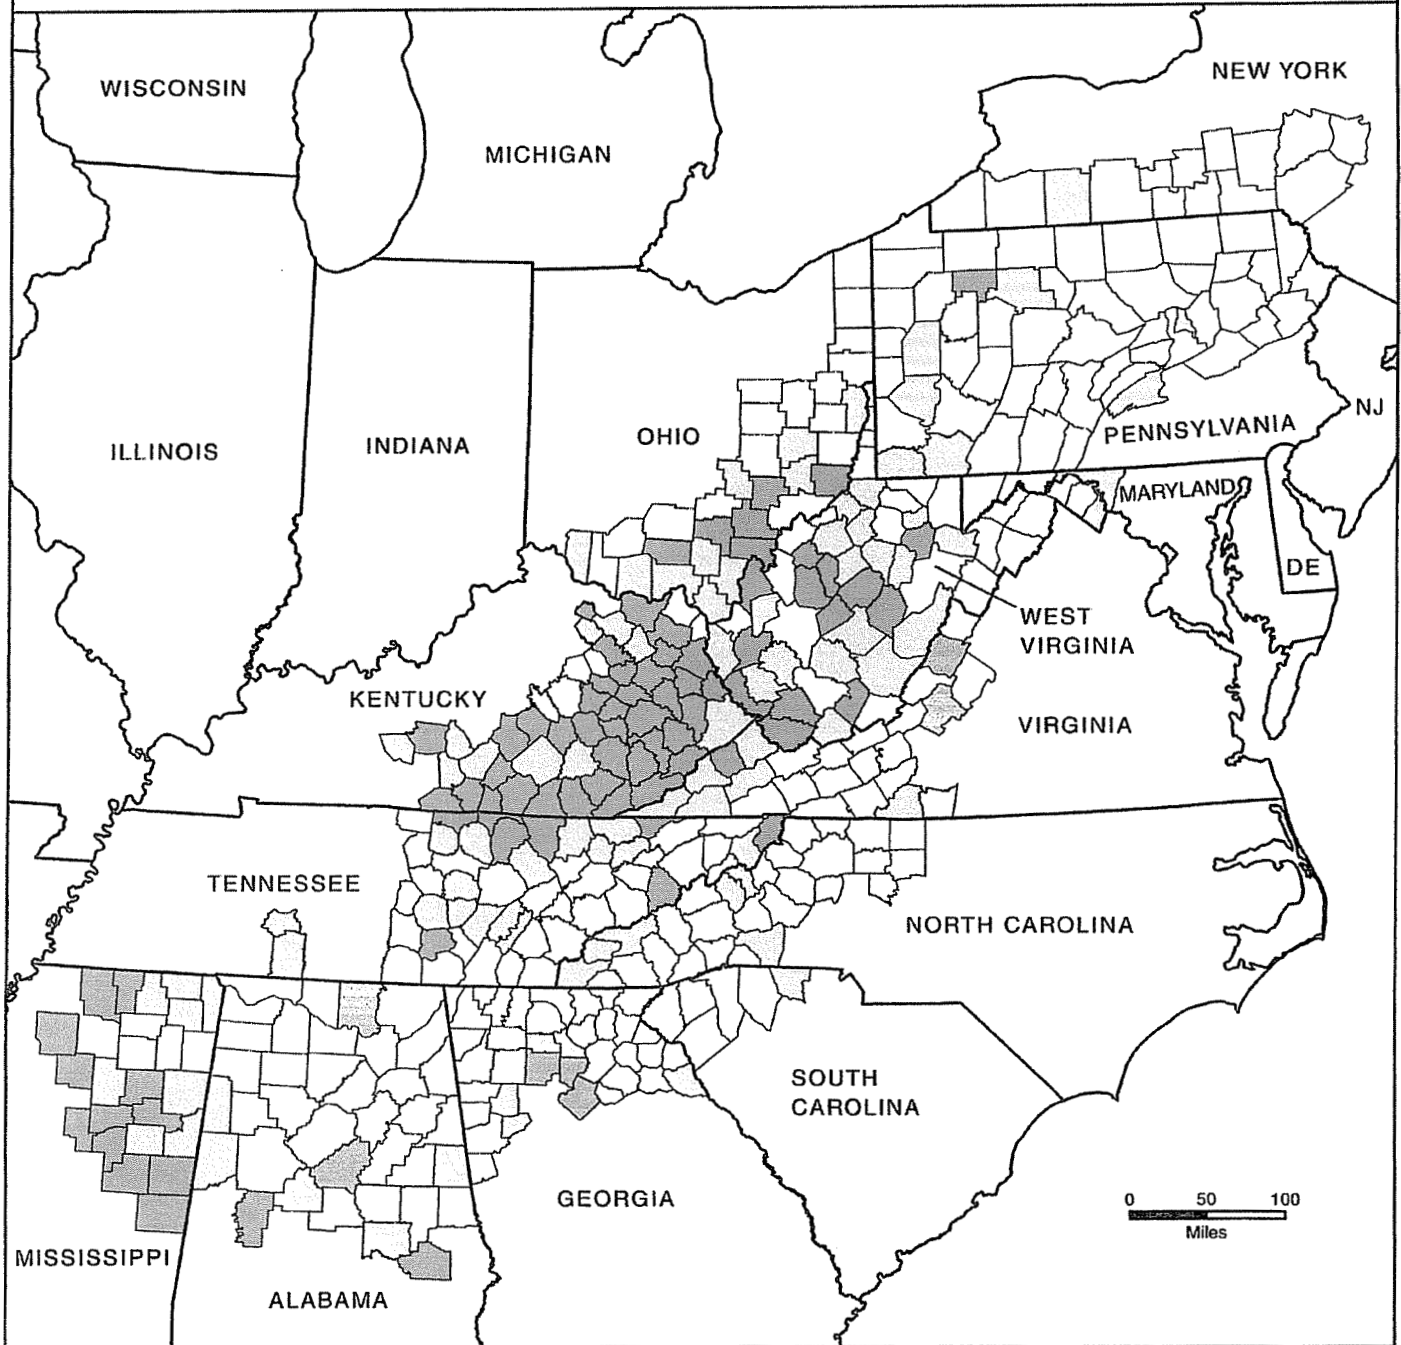 WISCONSIN
NEW YORK
MICHIGAN
NJ
PENNSYLVANIA
OHIO
INDIANA
ILLINOIS
MARYLAND
DE
WEST
VIRGINIA
KENTUCKY
VIRGINIA
TENNESSEE
NORTH CAROLINA
SOUTH
CAROLINA
GEORGIA
0 50 100
Miles
MISSISSIPPI
ALABAMA